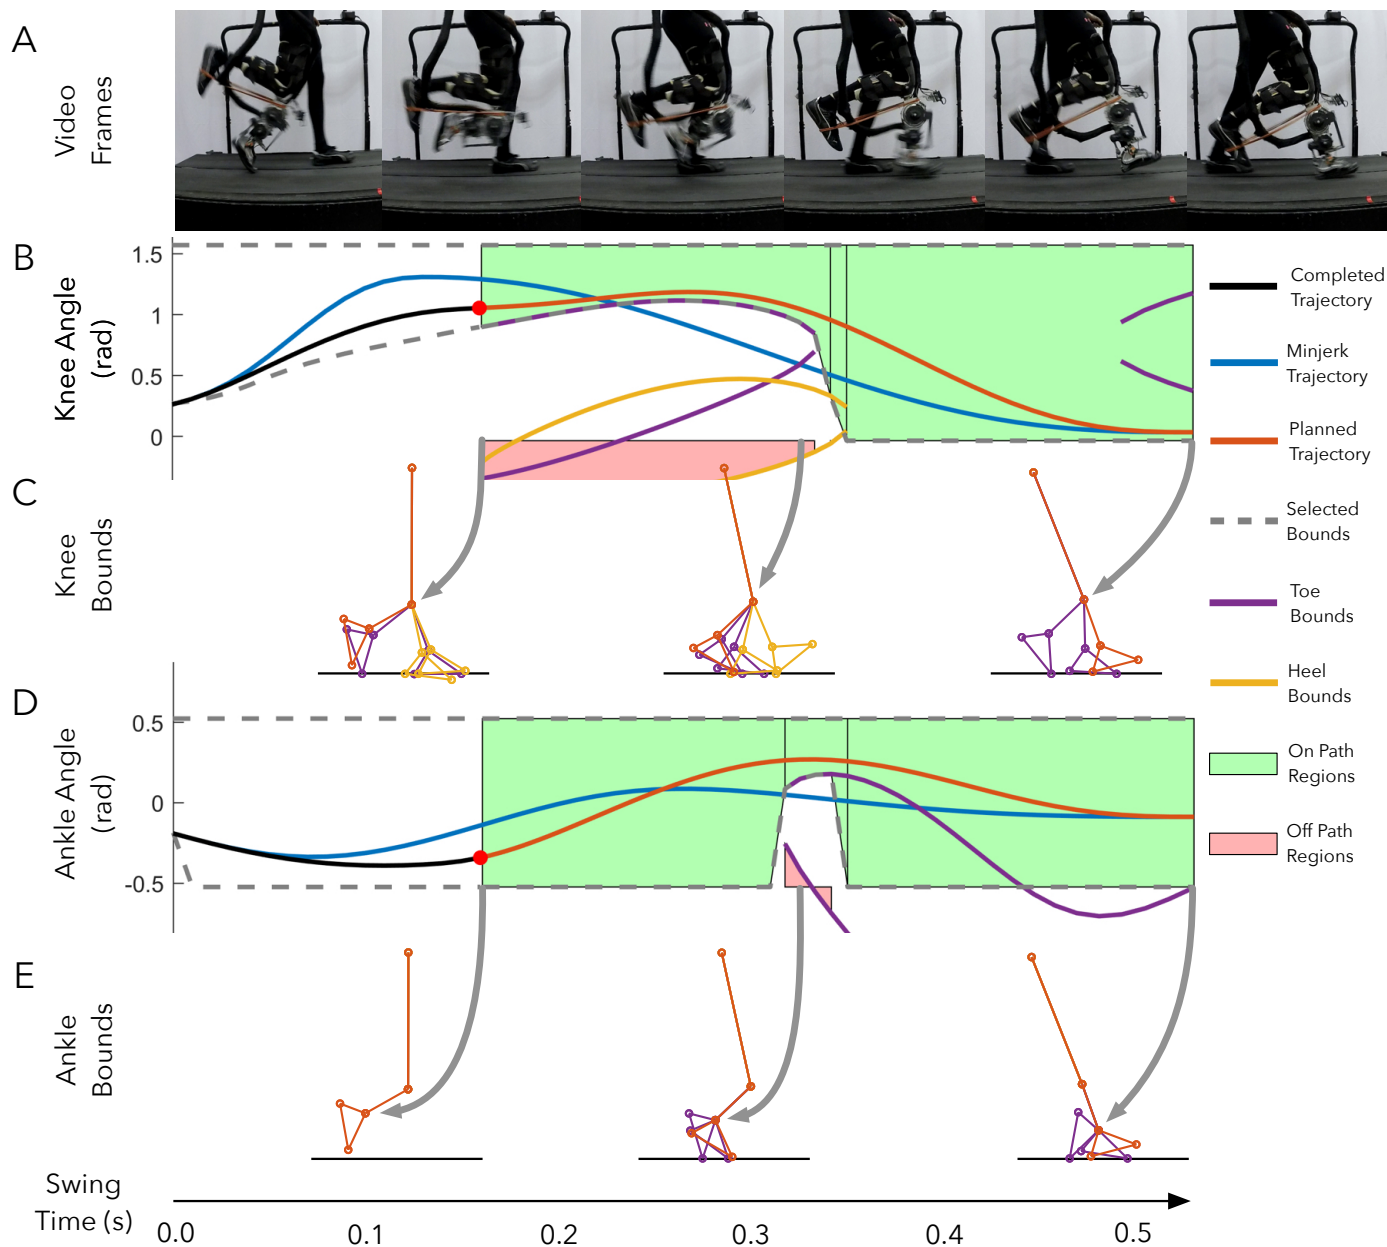 A
Video
Frames
B
Knee Angle
(rad)
1.5
1
0.5
0
Completed
Trajectory
Minjerk
Trajectory
Planned
Trajectory
Selected
Bounds
Toe
Bounds
Heel
Bounds
On Path
Regions
Off Path
Regions
C
Knee
Bounds
D
Ankle Angle
(rad)
0.5
0
-0.5
E
Ankle
Bounds
Swing
Time (s)
0.0
0.1
0.2
0.3
0.4
0.5